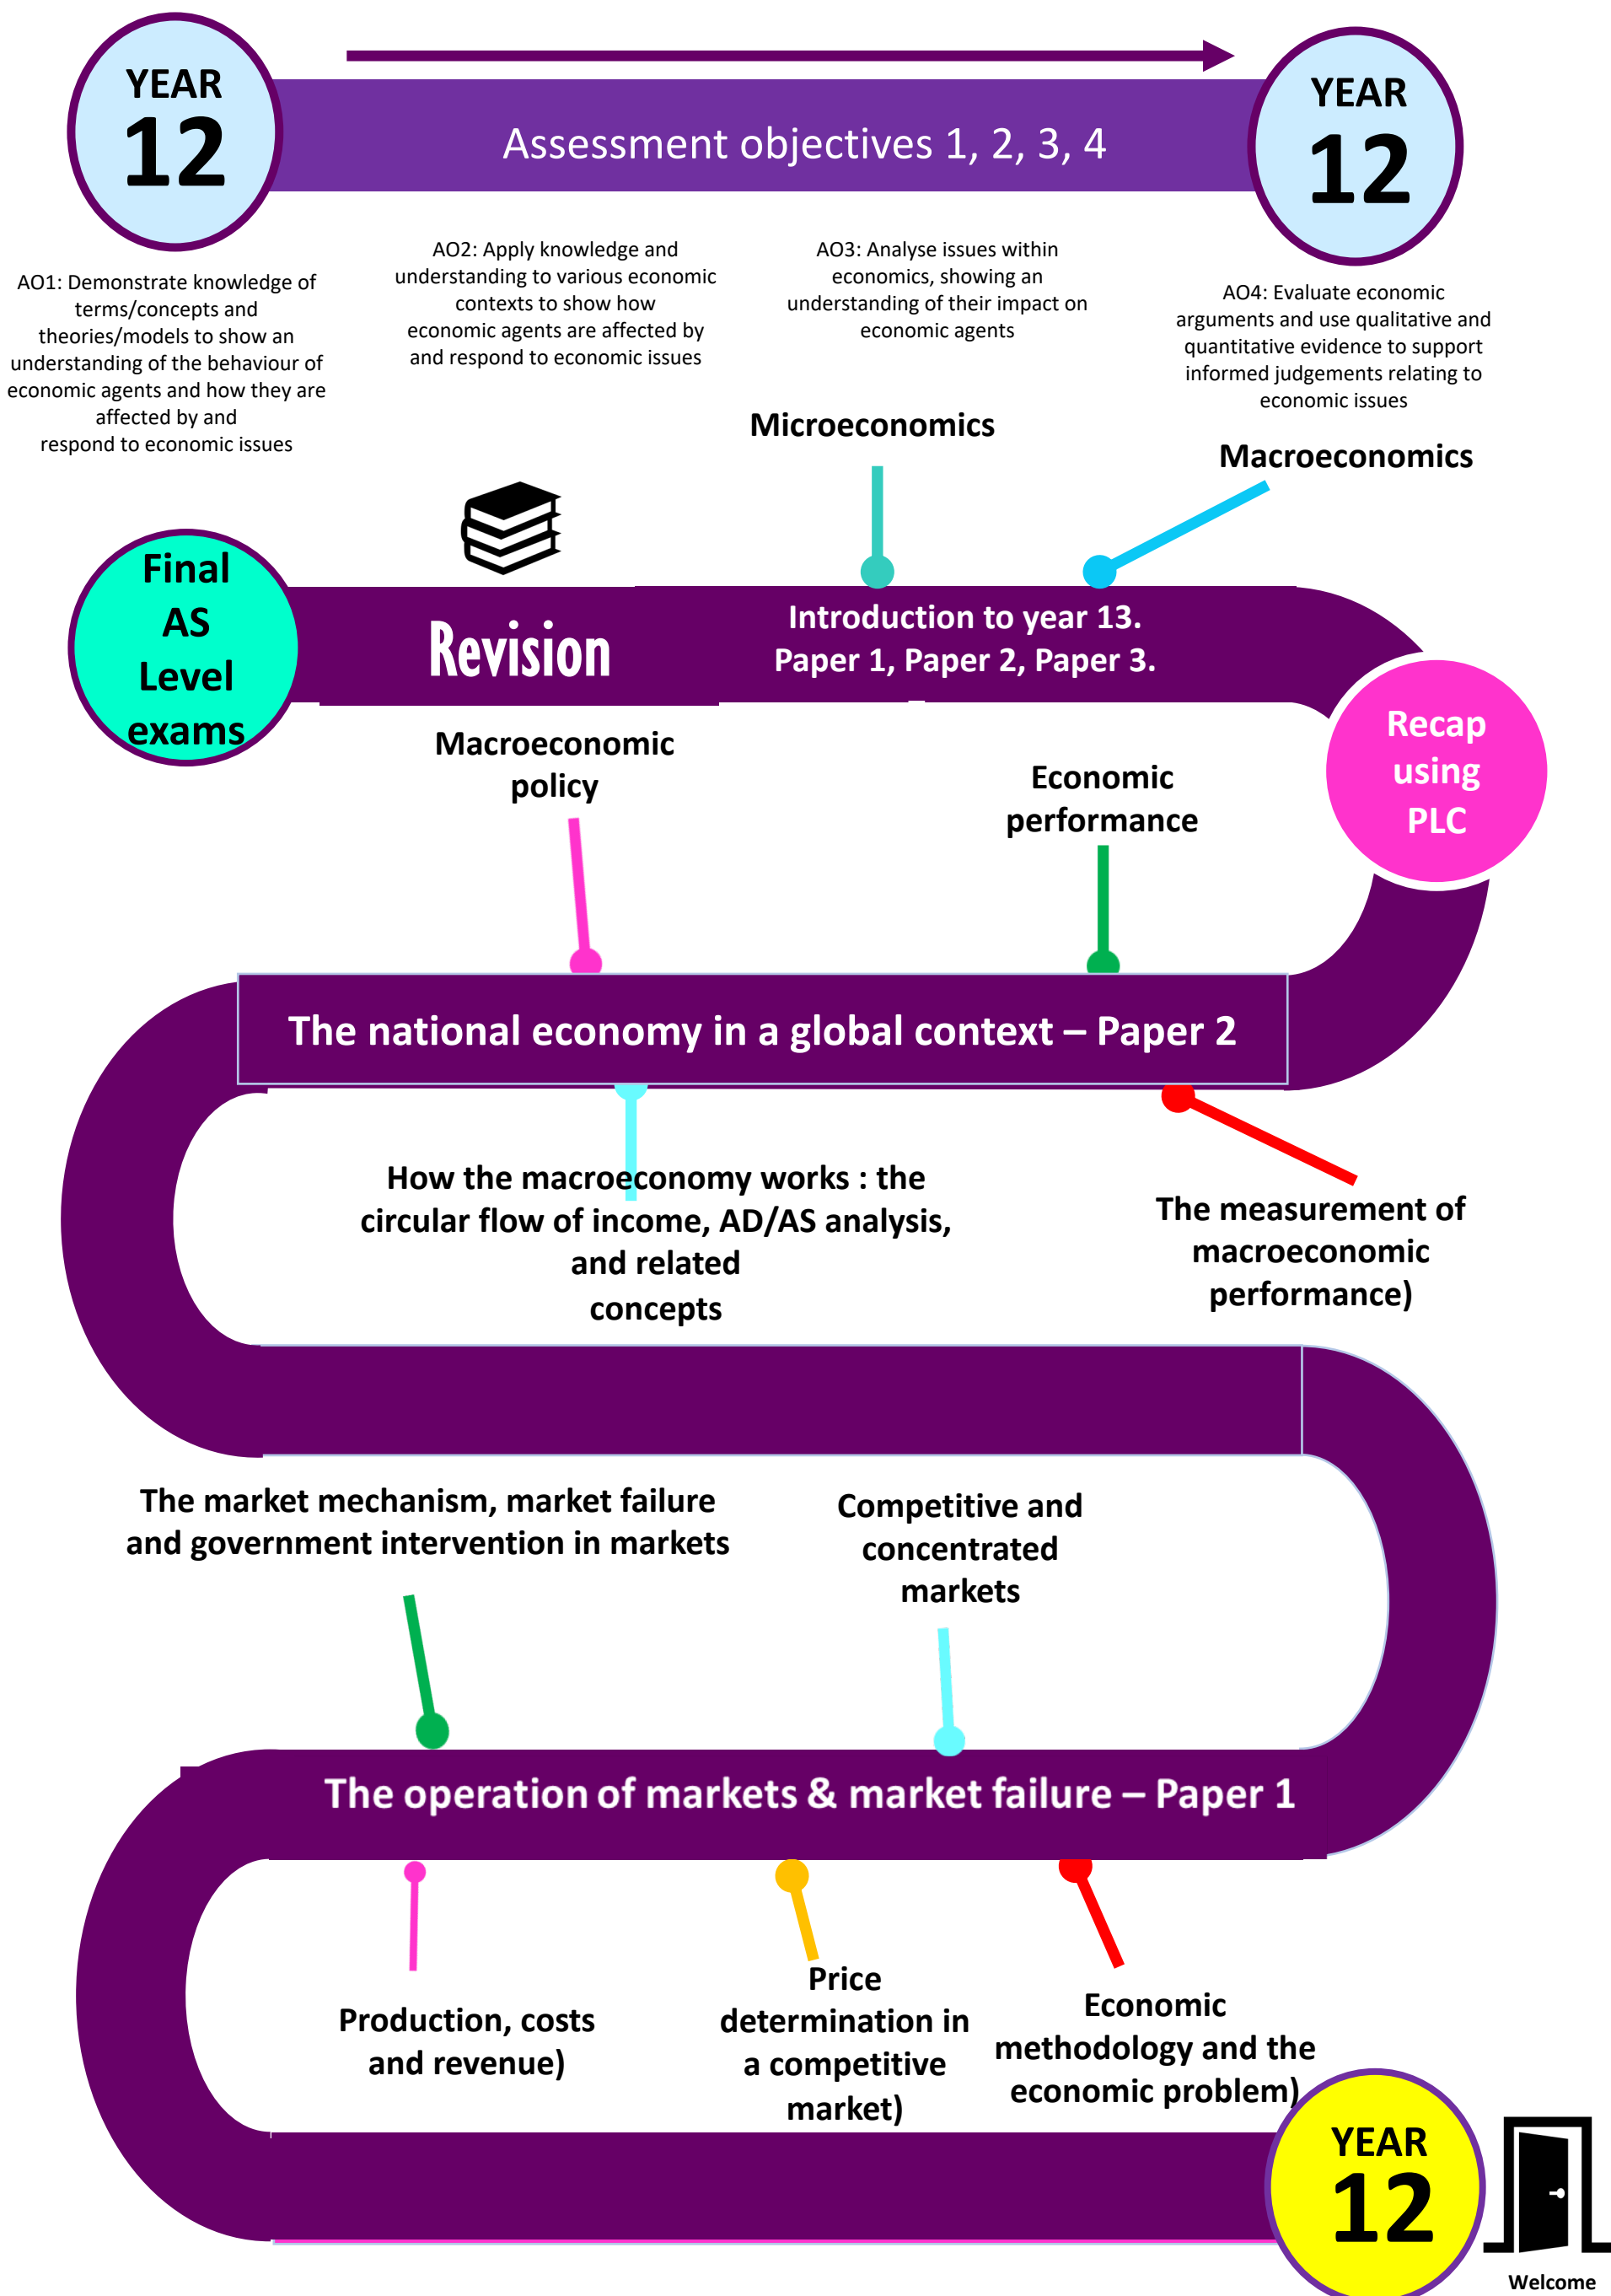 YEAR
12
Assessment objectives 1, 2, 3, 4
YEAR
12
AO1: Demonstrate knowledge of
terms/concepts and
theories/models to show an
understanding of the behaviour of
economic agents and how they are
affected by and
respond to economic issues
AO2: Apply knowledge and
understanding to various economic
contexts to show how
economic agents are affected by
and respond to economic issues
AO3: Analyse issues within
economics, showing an
understanding of their impact on
economic agents
AO4: Evaluate economic
arguments and use qualitative and
quantitative evidence to support
informed judgements relating to
economic issues
Microeconomics
Macroeconomics
Final
AS
Level
exams
Revision
Introduction to year 13.
Paper 1, Paper 2, Paper 3.
Recap
using
PLC
Macroeconomic
policy
Economic
performance
The national economy in a global context – Paper 2
How the macroeconomy works : the
circular flow of income, AD/AS analysis,
and related
concepts
The measurement of
macroeconomic
performance)
The market mechanism, market failure
and government intervention in markets
Competitive and
concentrated
markets
The operation of markets & market failure – Paper 1
Production, costs
and revenue)
Price
determination in
a competitive
market)
Economic
methodology and the
economic problem)
YEAR
12
Welcome